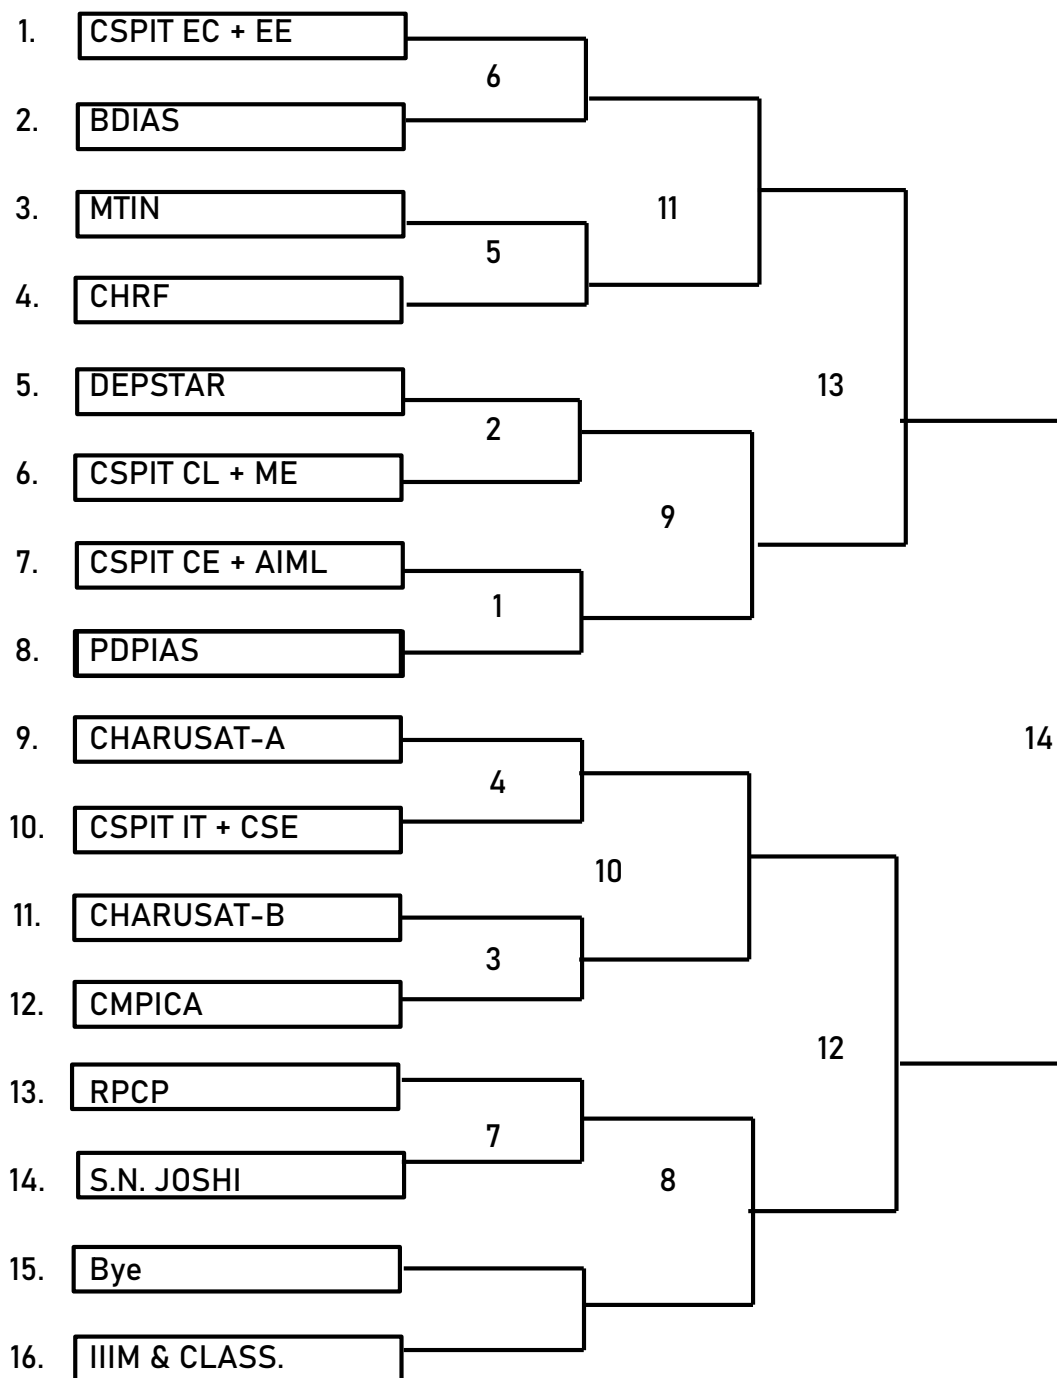 1. CSPIT EC + EE
6
2. BDIAS
3. MTIN
11
5
4. CHRF
5. DEPSTAR
13
2
6. CSPIT CL + ME
9
7. CSPIT CE + AIML
1
8. PDPIAS
9. CHARUSAT-A
14
4
10. CSPIT IT + CSE
10
11. CHARUSAT-B
3
12. CMPICA
12
13. RPCP
7
14. S.N. JOSHI
8
15. Bye
16. IIIM & CLASS.